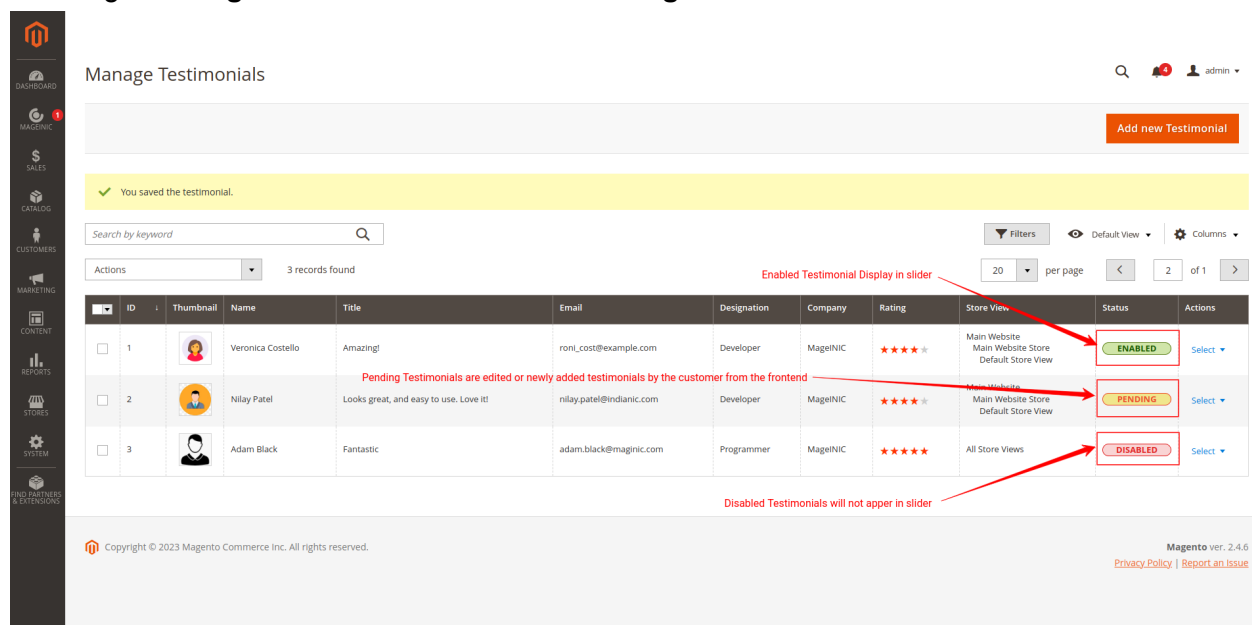 Manage Testimonials
4
admin
DASHBOARD
1
MAGEINIC
Add new Testimonial
$
SALES
You saved the testimonial.
CATALOG
Search by keyword
Filters
Default View
Columns
CUSTOMERS
Actions
3 records found
Enabled Testimonial Display in slider
20
per page
2
of 1
MARKETING
ID
Thumbnail
Name
Title
Email
Designation
Company
Rating
Store View
Status
Actions
CONTENT
1
Veronica Costello
Amazing!
roni_cost@example.com
Developer
MageINIC
Main Website
Main Website Store
Default Store View
ENABLED
Select
REPORTS
Pending Testimonials are edited or newly added testimonials by the customer from the frontend
2
Nilay Patel
Looks great, and easy to use. Love it!
nilay.patel@indianic.com
Developer
MageINIC
Main Website
Main Website Store
Default Store View
PENDING
Select
STORES
3
Adam Black
Fantastic
adam.black@maginic.com
Programmer
MageINIC
All Store Views
DISABLED
Select
SYSTEM
FIND PARTNERS
& EXTENSIONS
Disabled Testimonials will not apper in slider
Copyright © 2023 Magento Commerce Inc. All rights reserved.
Magento ver. 2.4.6
Privacy Policy | Report an Issue